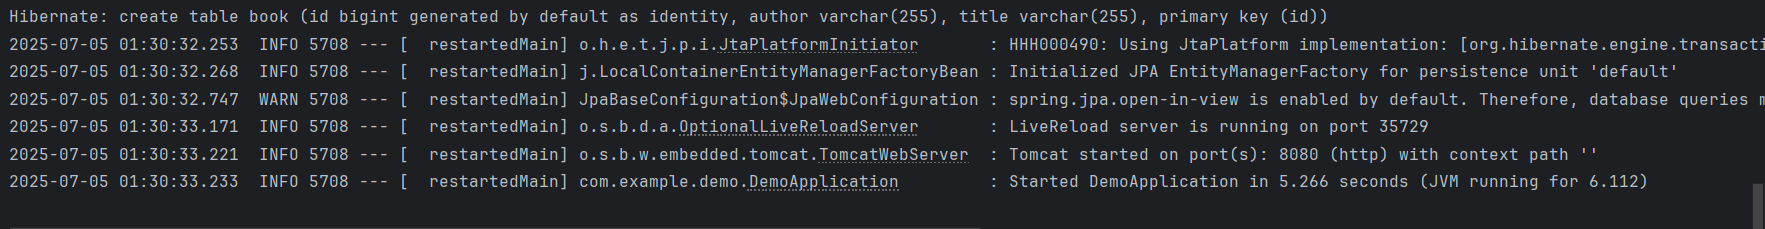 Hibernate: create table book (id bigint generated by default as identity, author varchar(255), title varchar(255), primary key (id))
2025-07-05 01:30:32.253  INFO 5708 --- [  restartedMain] o.h.e.t.j.p.i.JtaPlatformInitiator       : HHH000490: Using JtaPlatform implementation: [org.hibernate.engine.transacti
2025-07-05 01:30:32.268  INFO 5708 --- [  restartedMain] j.LocalContainerEntityManagerFactoryBean : Initialized JPA EntityManagerFactory for persistence unit 'default'
2025-07-05 01:30:32.747  WARN 5708 --- [  restartedMain] JpaBaseConfiguration$JpaWebConfiguration : spring.jpa.open-in-view is enabled by default. Therefore, database queries m
2025-07-05 01:30:33.171  INFO 5708 --- [  restartedMain] o.s.b.d.a.OptionalLiveReloadServer       : LiveReload server is running on port 35729
2025-07-05 01:30:33.221  INFO 5708 --- [  restartedMain] o.s.b.w.embedded.tomcat.TomcatWebServer  : Tomcat started on port(s): 8080 (http) with context path ''
2025-07-05 01:30:33.233  INFO 5708 --- [  restartedMain] com.example.demo.DemoApplication         : Started DemoApplication in 5.266 seconds (JVM running for 6.112)